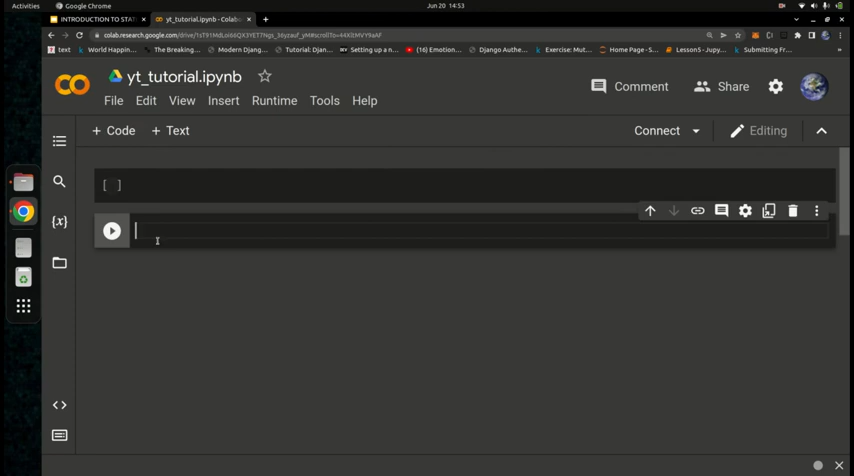 Activities
Google Chrome
Jun 20 14:53
INTRODUCTION TO STAT
yt_tutorial.ipynb - Colab
text
World Happin...
The Breaking...
Modern Djang...
Tutorial: Djan...
Setting up a n...
(16) Emotion...
Django Authe...
Exercise: Mut...
Home Page - S...
Lesson5 - Jupy...
Submitting Fr...
yt_tutorial.ipynb
Comment
Share
File Edit View Insert Runtime Tools Help
+ Code + Text
Connect
Editing
[ ]
{x}